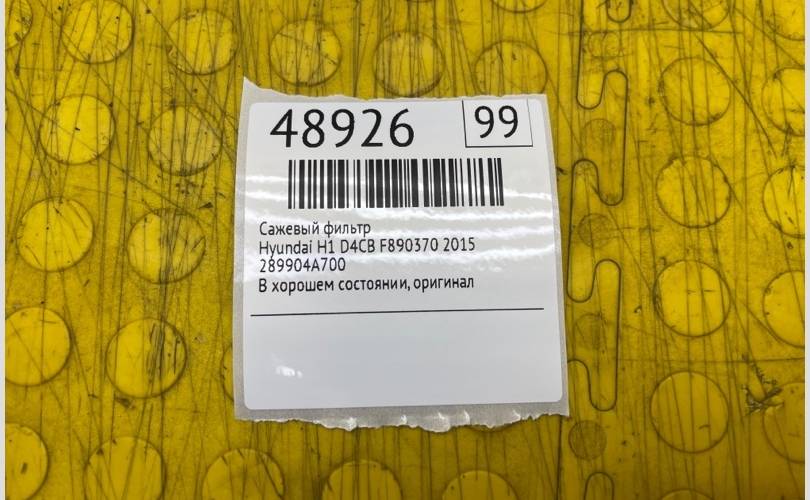 48926 99
Сажевый фильтр
Hyundai H1 D4CB F890370 2015
289904A700
В хорошем состоянии, оригинал